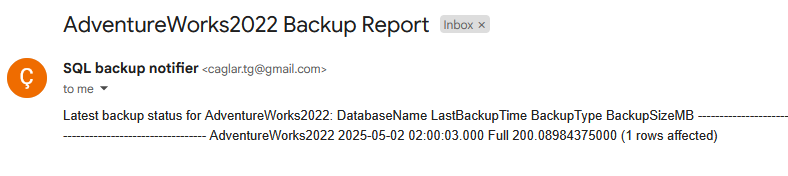 AdventureWorks2022 Backup Report Inbox ×
Ç
SQL backup notifier <caglar.tg@gmail.com>
to me
Latest backup status for AdventureWorks2022: DatabaseName LastBackupTime BackupType BackupSizeMB ---------------------
--------------------------------- AdventureWorks2022 2025-05-02 02:00:03.000 Full 200.08984375000 (1 rows affected)